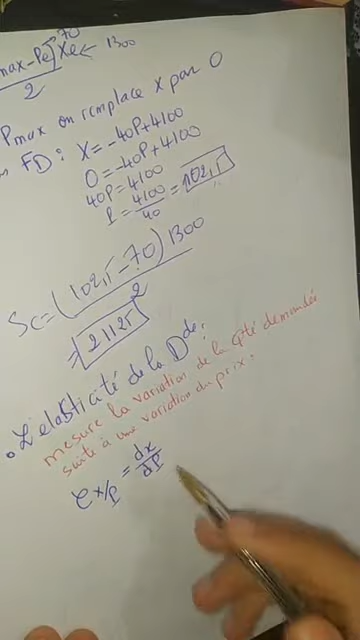 max - Pe] Xe ← 1300
70
2
Pmax on remplace X par 0
FD : X = -40P + 4100
0 = -40P + 4100
40P = 4100
P = 4100/40 = 102,5
Sc = (102,5 - 70) 1300
2
= 21125
• L'elasticité de la Dde :
mesure la variation de la Qté demandée
suite à une variation du prix.
e x/p = dx/dP